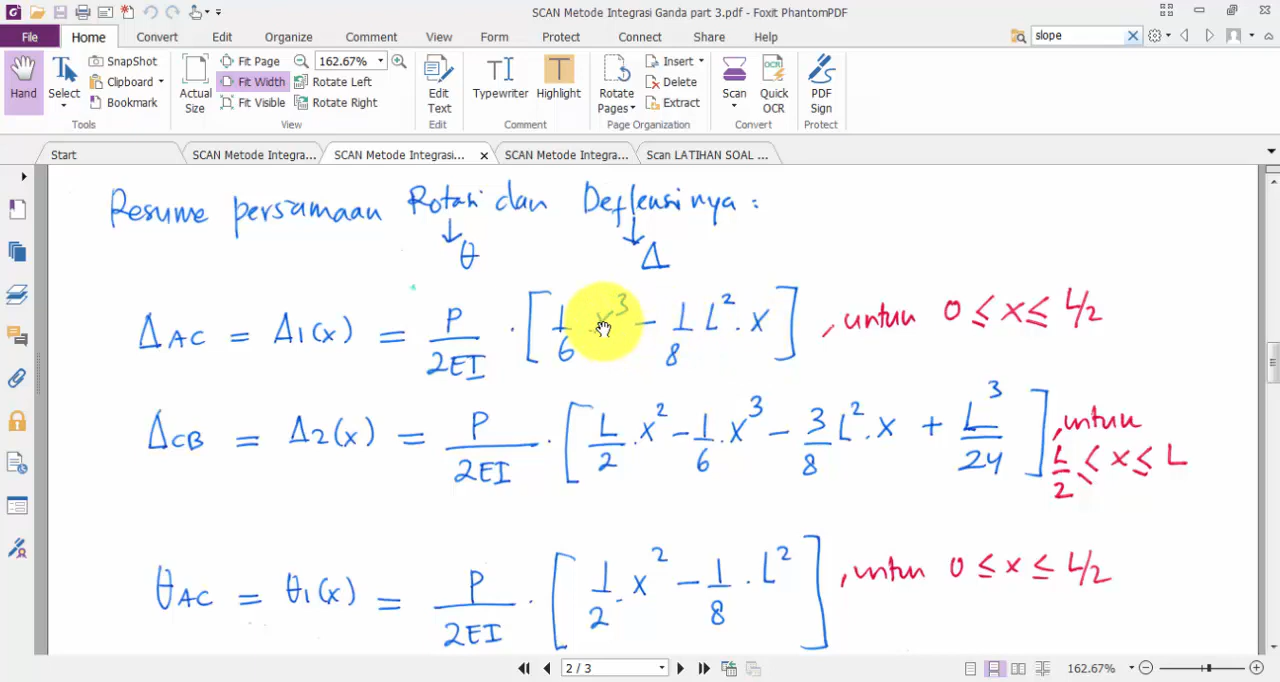 SCAN Metode Integrasi Ganda part 3.pdf - Foxit PhantomPDF
File Home Convert Edit Organize Comment View Form Protect Connect Share Help slope
SnapShot Fit Page 162.67% Insert
Hand Select Clipboard Actual Size Fit Width Rotate Left Edit Text Typewriter Highlight Rotate Pages Delete Scan Quick OCR PDF Sign
Bookmark Fit Visible Rotate Right Extract
Tools View Edit Comment Page Organization Convert Protect
Start SCAN Metode Integra... SCAN Metode Integrasi... SCAN Metode Integra... Scan LATIHAN SOAL ...
Resume persamaan Rotasi dan Deflensinya :
↓ θ ↓ Δ
Δ AC = Δ1(x) = P/2EI · [1/6 · x³ − 1/8 L² · x] , untuk 0 ≤ x ≤ L/2
Δ CB = Δ2(x) = P/2EI · [L/2 · x² − 1/6 · x³ − 3/8 L² · x + L³/24] , untuk L/2 ≤ x ≤ L
θ AC = θ1(x) = P/2EI · [1/2 · x² − 1/8 · L²] , untuk 0 ≤ x ≤ L/2
2 / 3 162.67%